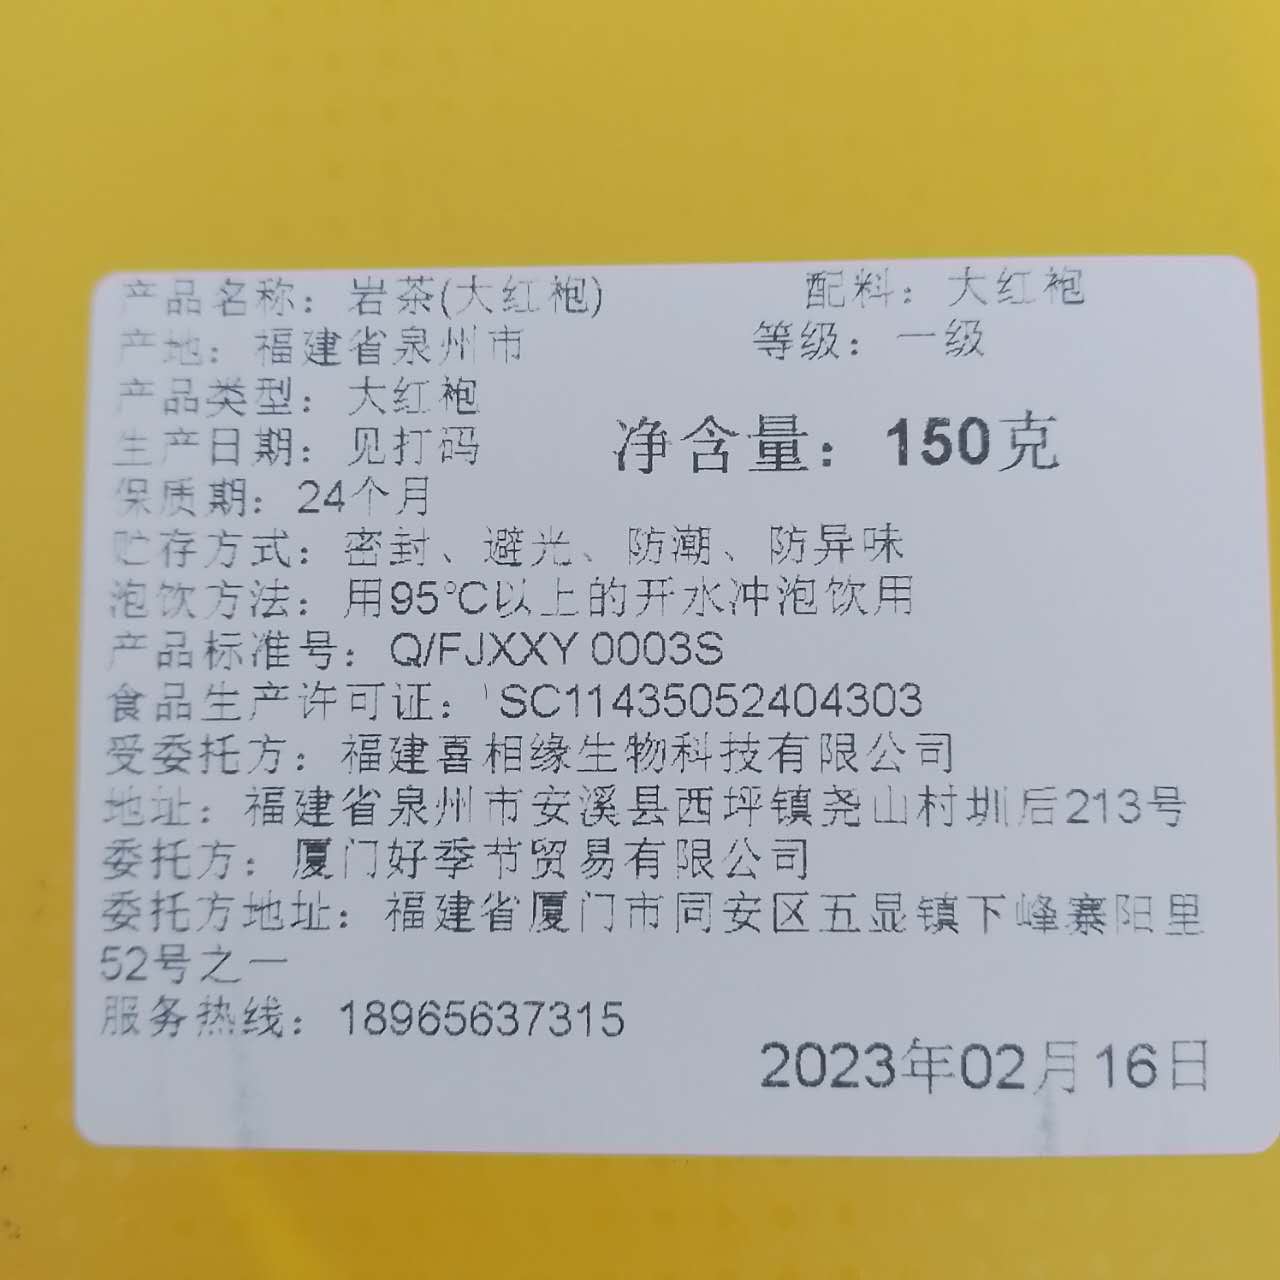 产品名称：岩茶(大红袍) 配料：大红袍
产地：福建省泉州市 等级：一级
产品类型：大红袍
生产日期：见打码 净含量：150克
保质期：24个月
贮存方式：密封、避光、防潮、防异味
泡饮方法：用95℃以上的开水冲泡饮用
产品标准号：Q/FJXXY 0003S
食品生产许可证：SC11435052404303
受委托方：福建喜相缘生物科技有限公司
地址：福建省泉州市安溪县西坪镇尧山村圳后213号
委托方：厦门好季节贸易有限公司
委托方地址：福建省厦门市同安区五显镇下峰寨阳里
52号之一
服务热线：18965637315
2023年02月16日